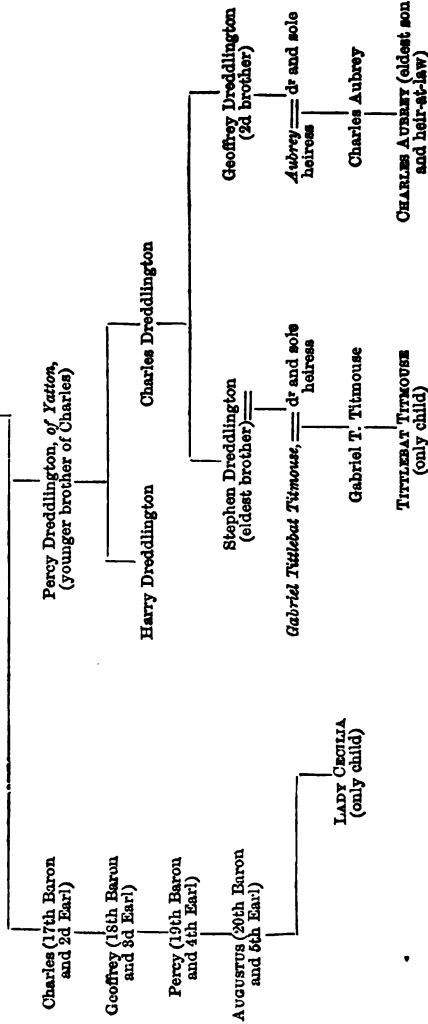 Charles (17th Baron
and 2d Earl)
Geoffrey (18th Baron
and 3d Earl)
Percy (19th Baron
and 4th Earl)
AUGUSTUS (20th Baron
and 5th Earl)
LADY CECILIA
(only child)
Percy Dreddlington, of Yatton,
(younger brother of Charles)
Harry Dreddlington
Charles Dreddlington
Stephen Dreddlington
(eldest brother)
Gabriel Tittlebat Titmouse, dr and sole
heiress
Gabriel T. Titmouse
TITTLEBAT TITMOUSE
(only child)
Geoffrey Dreddlington
(2d brother)
Aubrey dr and sole
heiress
Charles Aubrey
CHARLES AUBREY (eldest son
and heir-at-law)